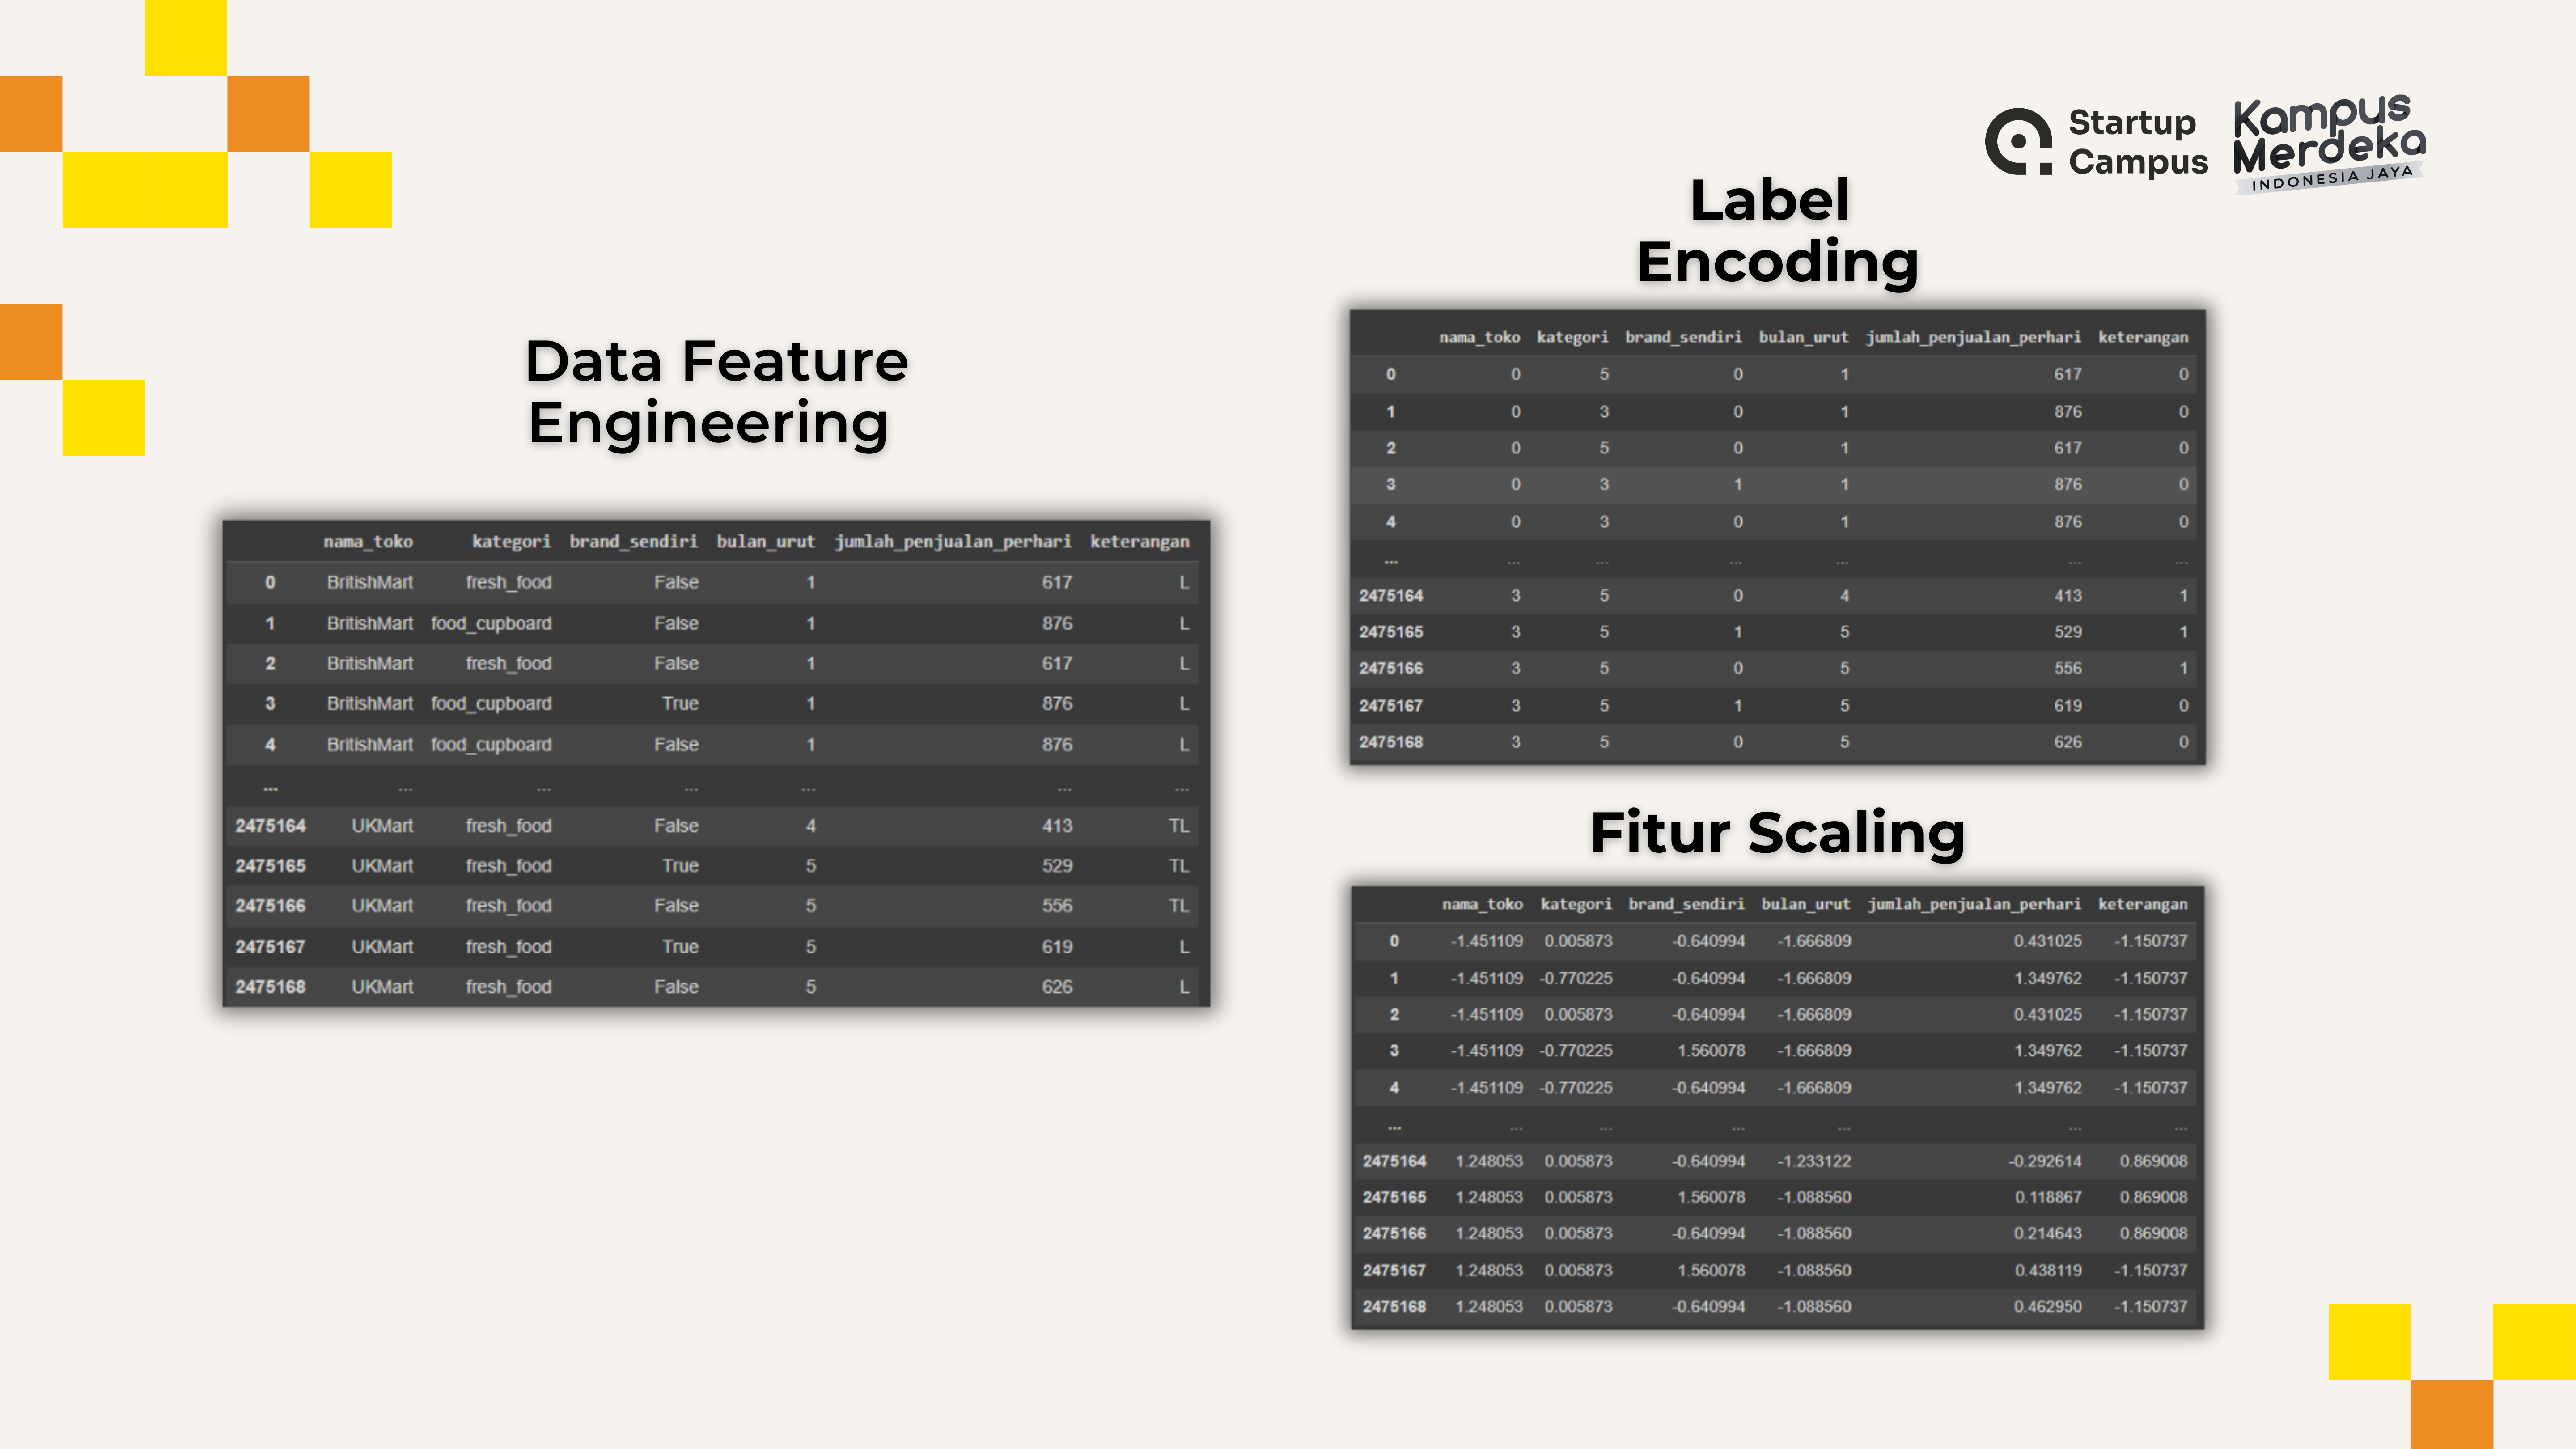 Startup
Campus
Kampus
Merdeka
INDONESIA JAYA
Data Feature
Engineering
nama_toko kategori brand_sendiri bulan_urut jumlah_penjualan_perhari keterangan
0 BritishMart fresh_food False 1 617 L
1 BritishMart food_cupboard False 1 876 L
2 BritishMart fresh_food False 1 617 L
3 BritishMart food_cupboard True 1 876 L
4 BritishMart food_cupboard False 1 876 L
... ... ... ... ... ... ...
2475164 UKMart fresh_food False 4 413 TL
2475165 UKMart fresh_food True 5 529 TL
2475166 UKMart fresh_food False 5 556 TL
2475167 UKMart fresh_food True 5 619 L
2475168 UKMart fresh_food False 5 626 L
Label
Encoding
nama_toko kategori brand_sendiri bulan_urut jumlah_penjualan_perhari keterangan
0 0 5 0 1 617 0
1 0 3 0 1 876 0
2 0 5 0 1 617 0
3 0 3 1 1 876 0
4 0 3 0 1 876 0
... ... ... ... ... ... ...
2475164 3 5 0 4 413 1
2475165 3 5 1 5 529 1
2475166 3 5 0 5 556 1
2475167 3 5 1 5 619 0
2475168 3 5 0 5 626 0
Fitur Scaling
nama_toko kategori brand_sendiri bulan_urut jumlah_penjualan_perhari keterangan
0 -1.451109 0.005873 -0.640994 -1.666809 0.431025 -1.150737
1 -1.451109 -0.770225 -0.640994 -1.666809 1.349762 -1.150737
2 -1.451109 0.005873 -0.640994 -1.666809 0.431025 -1.150737
3 -1.451109 -0.770225 1.560078 -1.666809 1.349762 -1.150737
4 -1.451109 -0.770225 -0.640994 -1.666809 1.349762 -1.150737
... ... ... ... ... ... ...
2475164 1.248053 0.005873 -0.640994 -1.233122 -0.292614 0.869008
2475165 1.248053 0.005873 1.560078 -1.088560 0.118867 0.869008
2475166 1.248053 0.005873 -0.640994 -1.088560 0.214643 0.869008
2475167 1.248053 0.005873 1.560078 -1.088560 0.438119 -1.150737
2475168 1.248053 0.005873 -0.640994 -1.088560 0.462950 -1.150737